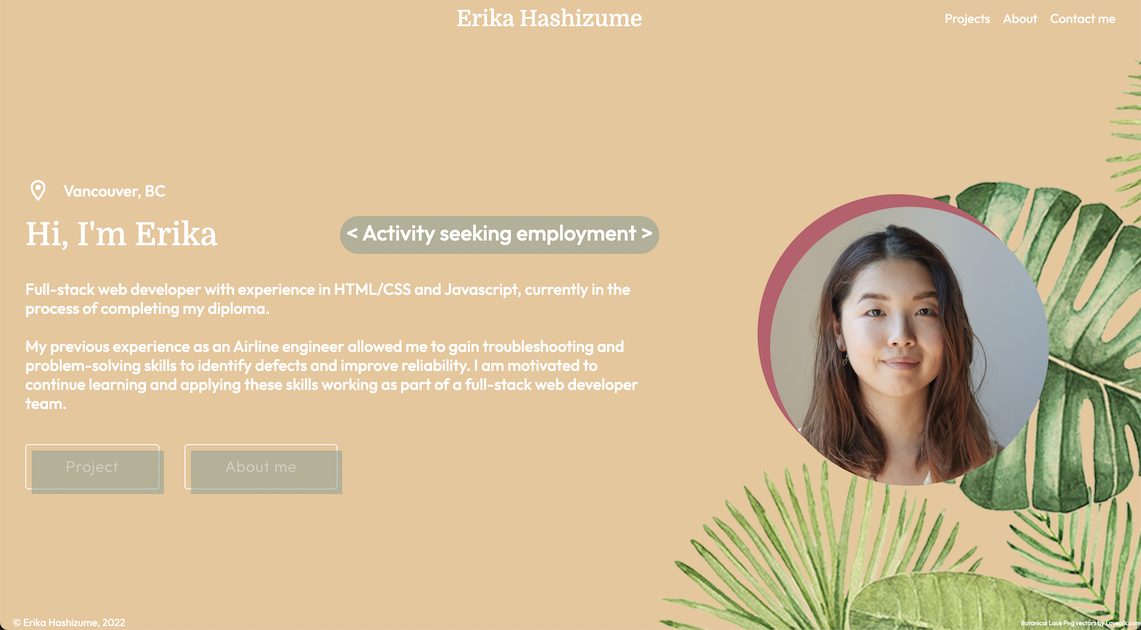 Erika Hashizume
Projects About Contact me
Vancouver, BC
Hi, I'm Erika
< Activity seeking employment >
Full-stack web developer with experience in HTML/CSS and Javascript, currently in the
process of completing my diploma.
My previous experience as an Airline engineer allowed me to gain troubleshooting and
problem-solving skills to identify defects and improve reliability. I am motivated to
continue learning and applying these skills working as part of a full-stack web developer
team.
Project
About me
© Erika Hashizume, 2022
Botanical Lace Png vectors by Lovepik.com